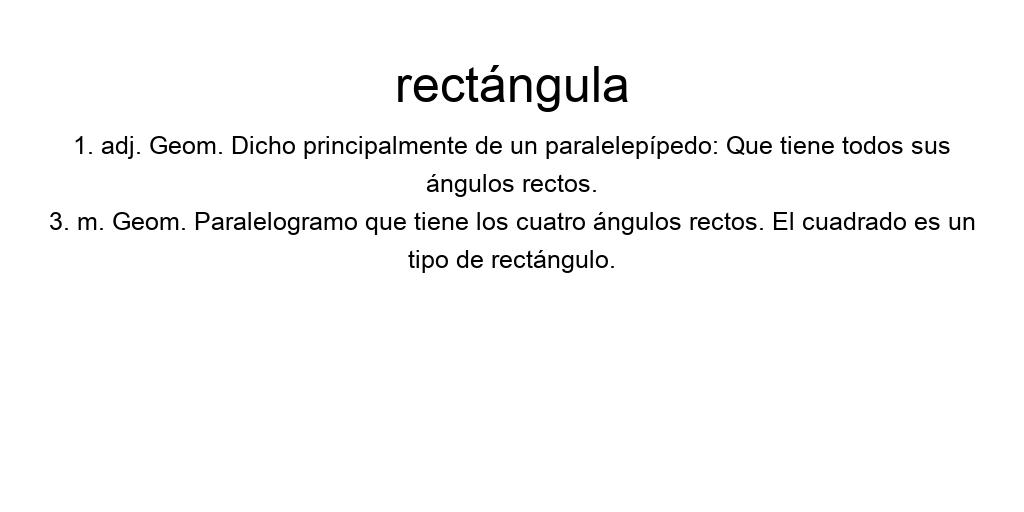 rectángula
1. adj. Geom. Dicho principalmente de un paralelepípedo: Que tiene todos sus
ángulos rectos.
3. m. Geom. Paralelogramo que tiene los cuatro ángulos rectos. El cuadrado es un
tipo de rectángulo.